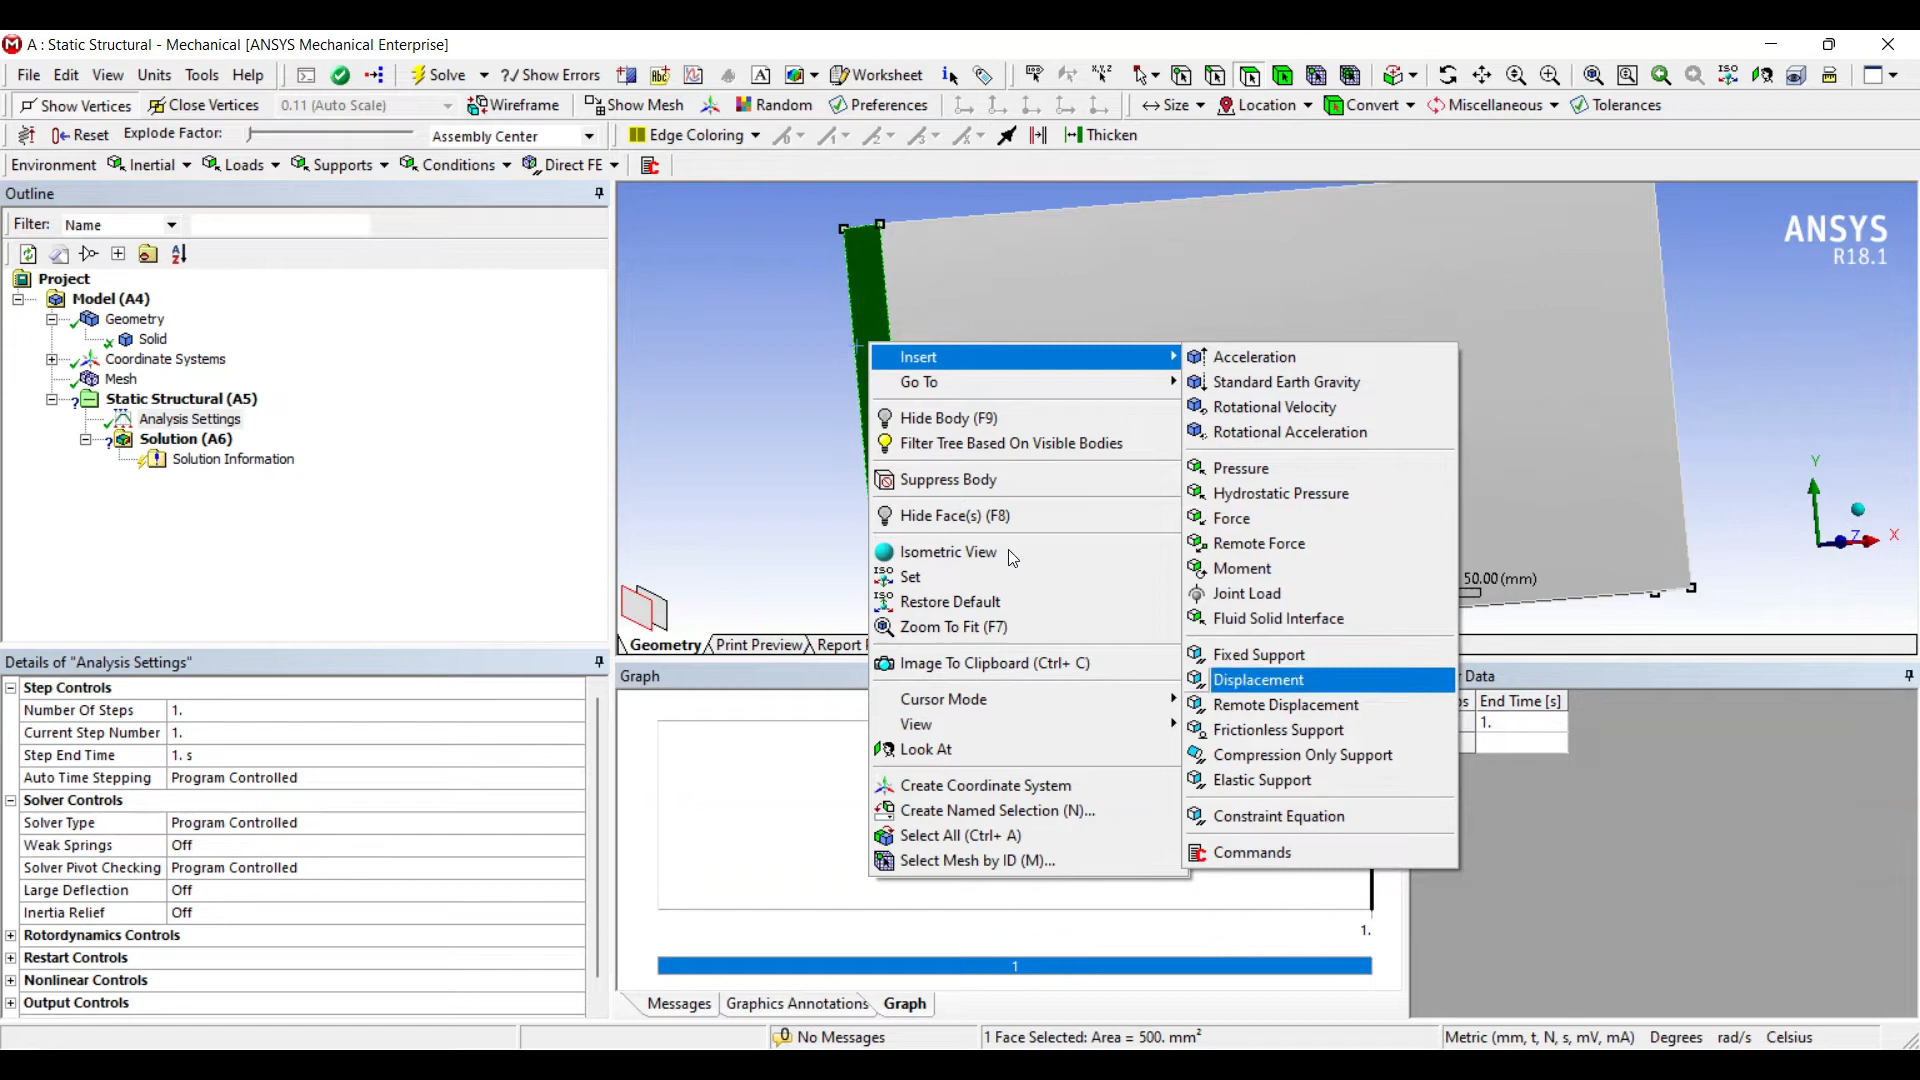 A : Static Structural - Mechanical [ANSYS Mechanical Enterprise]
File Edit View Units Tools Help Solve ?/ Show Errors Worksheet
Show Vertices Close Vertices 0.11 (Auto Scale) Wireframe Show Mesh Random Preferences Size Location Convert Miscellaneous Tolerances
Reset Explode Factor: Assembly Center Edge Coloring Thicken
Environment Inertial Loads Supports Conditions Direct FE
Outline
Filter: Name
Project
Model (A4)
Geometry
Solid
Coordinate Systems
Mesh
Static Structural (A5)
Analysis Settings
Solution (A6)
Solution Information
ANSYS
R18.1
Insert
Go To
Hide Body (F9)
Filter Tree Based On Visible Bodies
Suppress Body
Hide Face(s) (F8)
Isometric View
ISO Set
ISO Restore Default
Zoom To Fit (F7)
Image To Clipboard (Ctrl+ C)
Cursor Mode
View
Look At
Create Coordinate System
Create Named Selection (N)...
Select All (Ctrl+ A)
Select Mesh by ID (M)...
Acceleration
Standard Earth Gravity
Rotational Velocity
Rotational Acceleration
Pressure
Hydrostatic Pressure
Force
Remote Force
Moment
Joint Load
Fluid Solid Interface
Fixed Support
Displacement
Remote Displacement
Frictionless Support
Compression Only Support
Elastic Support
Constraint Equation
Commands
Y
Z X
50.00 (mm)
Geometry Print Preview Report
Details of "Analysis Settings"
Step Controls
Number Of Steps 1.
Current Step Number 1.
Step End Time 1. s
Auto Time Stepping Program Controlled
Solver Controls
Solver Type Program Controlled
Weak Springs Off
Solver Pivot Checking Program Controlled
Large Deflection Off
Inertia Relief Off
Rotordynamics Controls
Restart Controls
Nonlinear Controls
Output Controls
Graph
1.
1
Data
End Time [s]
1.
Messages Graphics Annotations Graph
No Messages 1 Face Selected: Area = 500. mm² Metric (mm, t, N, s, mV, mA) Degrees rad/s Celsius